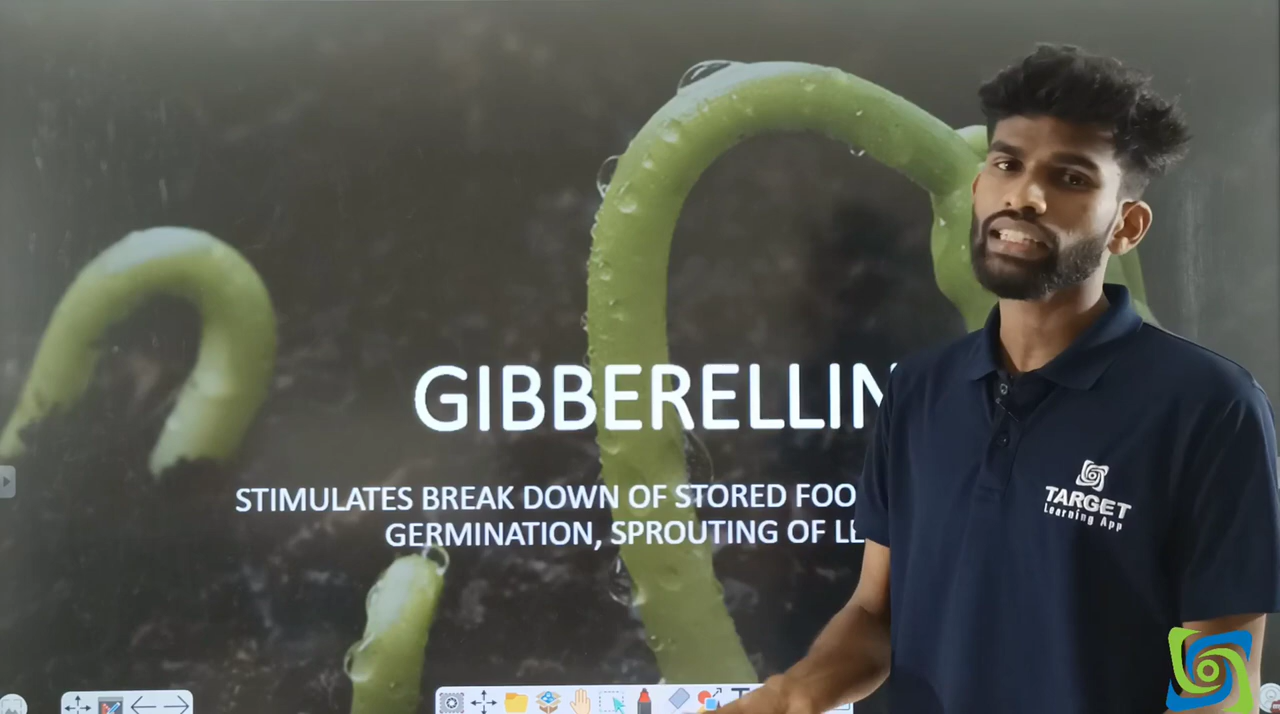 GIBBERELLIN
STIMULATES BREAK DOWN OF STORED FOO
GERMINATION, SPROUTING OF LE
TARGET
Learning App